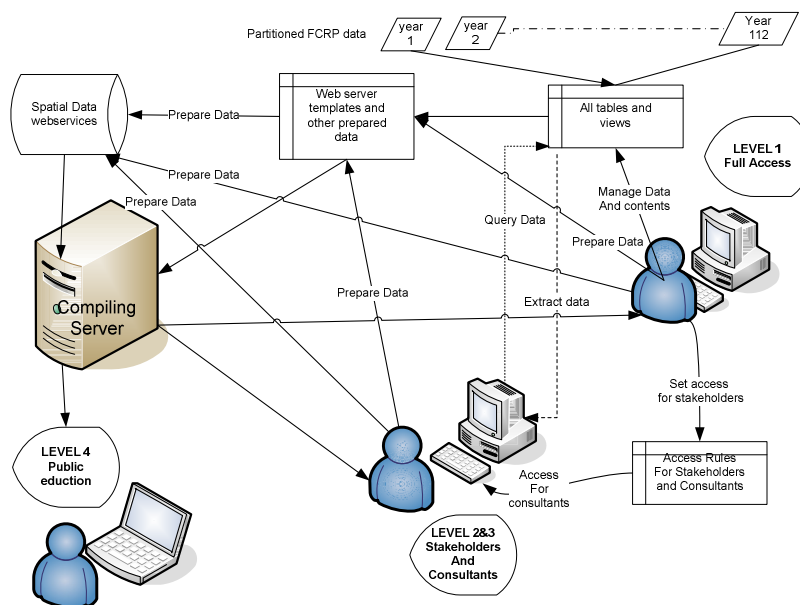 Partitioned FCRP data
year
1
year
2
Year
112
Spatial Data
webservices
Prepare Data
Web server
templates and
other prepared
data
All tables and
views
LEVEL 1
Full Access
Prepare Data
Prepare Data
Manage Data
And contents
Query Data
Prepare Data
Prepare Data
Extract data
Compiling
Server
Set access
for stakeholders
LEVEL 4
Public
eduction
Access Rules
For Stakeholders
and Consultants
Access
For
consultants
LEVEL 2&3
Stakeholders
And
Consultants